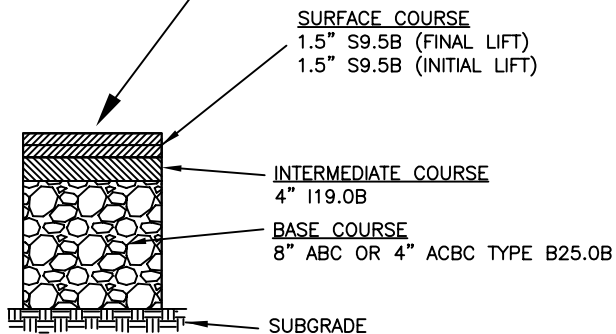 SURFACE COURSE
1.5" S9.5B (FINAL LIFT)
1.5" S9.5B (INITIAL LIFT)
INTERMEDIATE COURSE
4" I19.0B
BASE COURSE
8" ABC OR 4" ACBC TYPE B25.0B
SUBGRADE